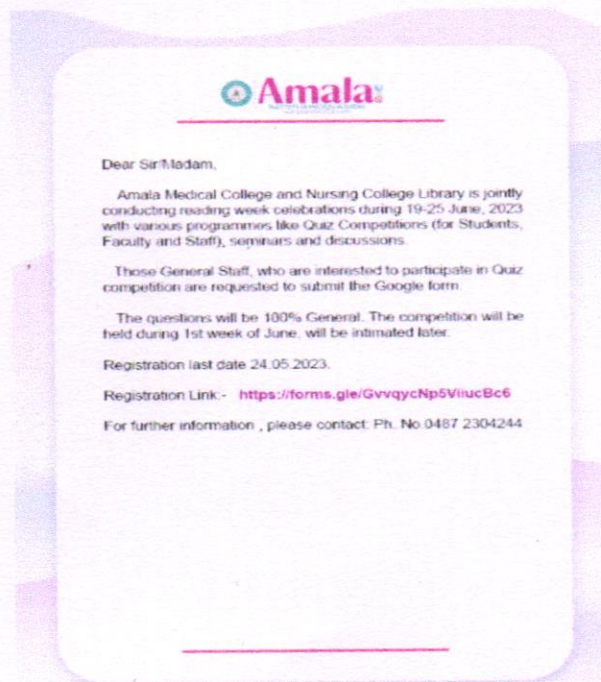 Amala
Dear Sir/Madam,
Amala Medical College and Nursing College Library is jointly
conducting reading week celebrations during 19-25 June, 2023
with various programmes like Quiz Competitions (for Students,
Faculty and Staff), seminars and discussions.
Those General Staff, who are interested to participate in Quiz
competition are requested to submit the Google form
The questions will be 100% General. The competition will be
held during 1st week of June, will be intimated later.
Registration last date 24.05.2023.
Registration Link:- https://forms.gle/GvvqycNp5ViiucBc6
For further information , please contact: Ph. No.0487 2304244